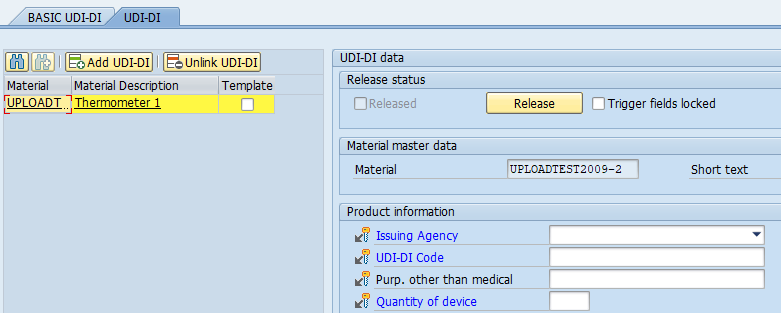 BASIC UDI-DI UDI-DI
Add UDI-DI Unlink UDI-DI
Material Material Description Template
UPLOADT Thermometer 1
UDI-DI data
Release status
Released Release Trigger fields locked
Material master data
Material UPLOADTEST2009-2 Short text
Product information
Issuing Agency
UDI-DI Code
Purp. other than medical
Quantity of device